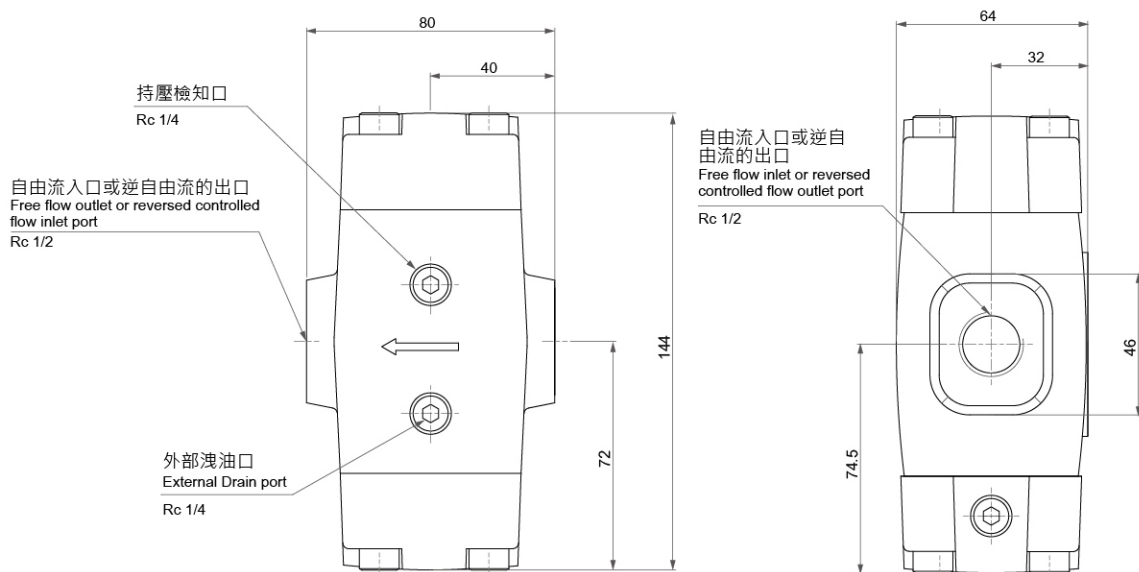 80
40
持壓檢知口
Rc 1/4
自由流入口或逆自由流的出口
Free flow outlet or reversed controlled
flow inlet port
Rc 1/2
外部洩油口
External Drain port
Rc 1/4
144
72
64
32
自由流入口或逆自
由流的出口
Free flow inlet or reversed
controlled flow outlet port
Rc 1/2
46
74.5